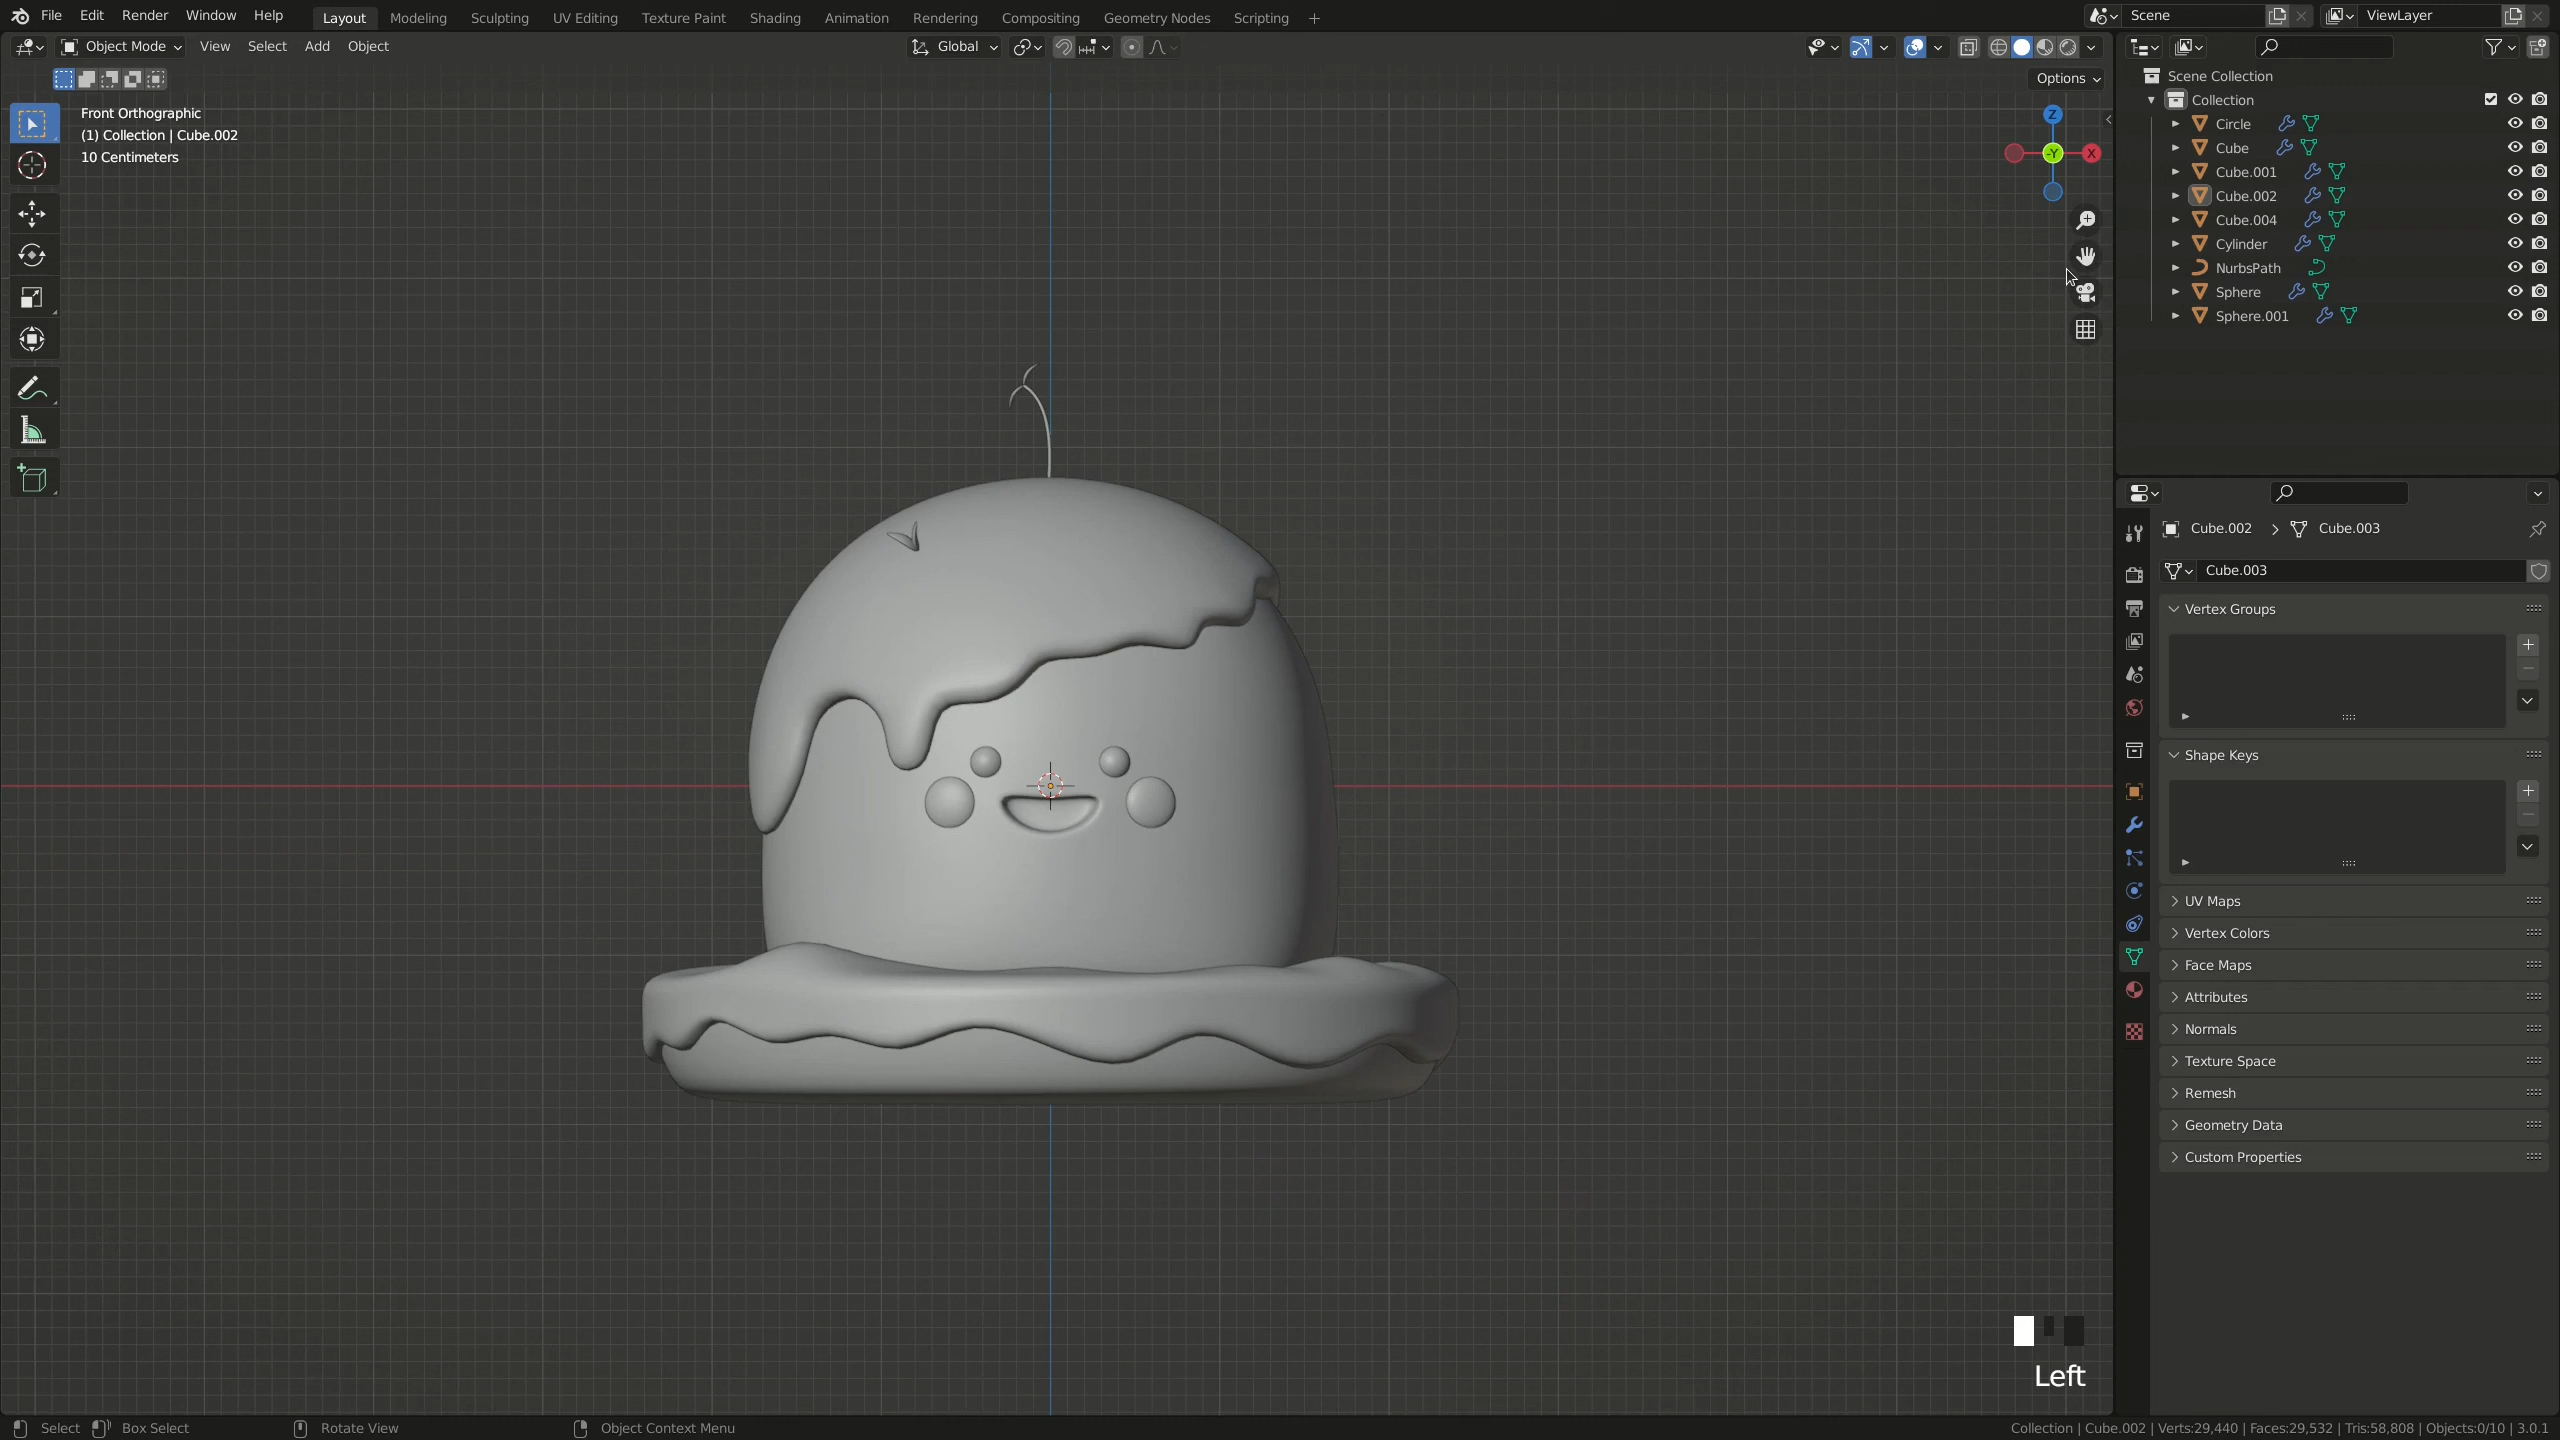 File Edit Render Window Help Layout Modeling Sculpting UV Editing Texture Paint Shading Animation Rendering Compositing Geometry Nodes Scripting + Scene ViewLayer
Object Mode View Select Add Object Global
Options
Front Orthographic
(1) Collection | Cube.002
10 Centimeters
Z
-Y X
Scene Collection
Collection
Circle
Cube
Cube.001
Cube.002
Cube.004
Cylinder
NurbsPath
Sphere
Sphere.001
Cube.002 Cube.003
Cube.003
Vertex Groups
Shape Keys
UV Maps
Vertex Colors
Face Maps
Attributes
Normals
Texture Space
Remesh
Geometry Data
Custom Properties
Left
Select Box Select Rotate View Object Context Menu Collection | Cube.002 | Verts:29,440 | Faces:29,532 | Tris:58,808 | Objects:0/10 | 3.0.1